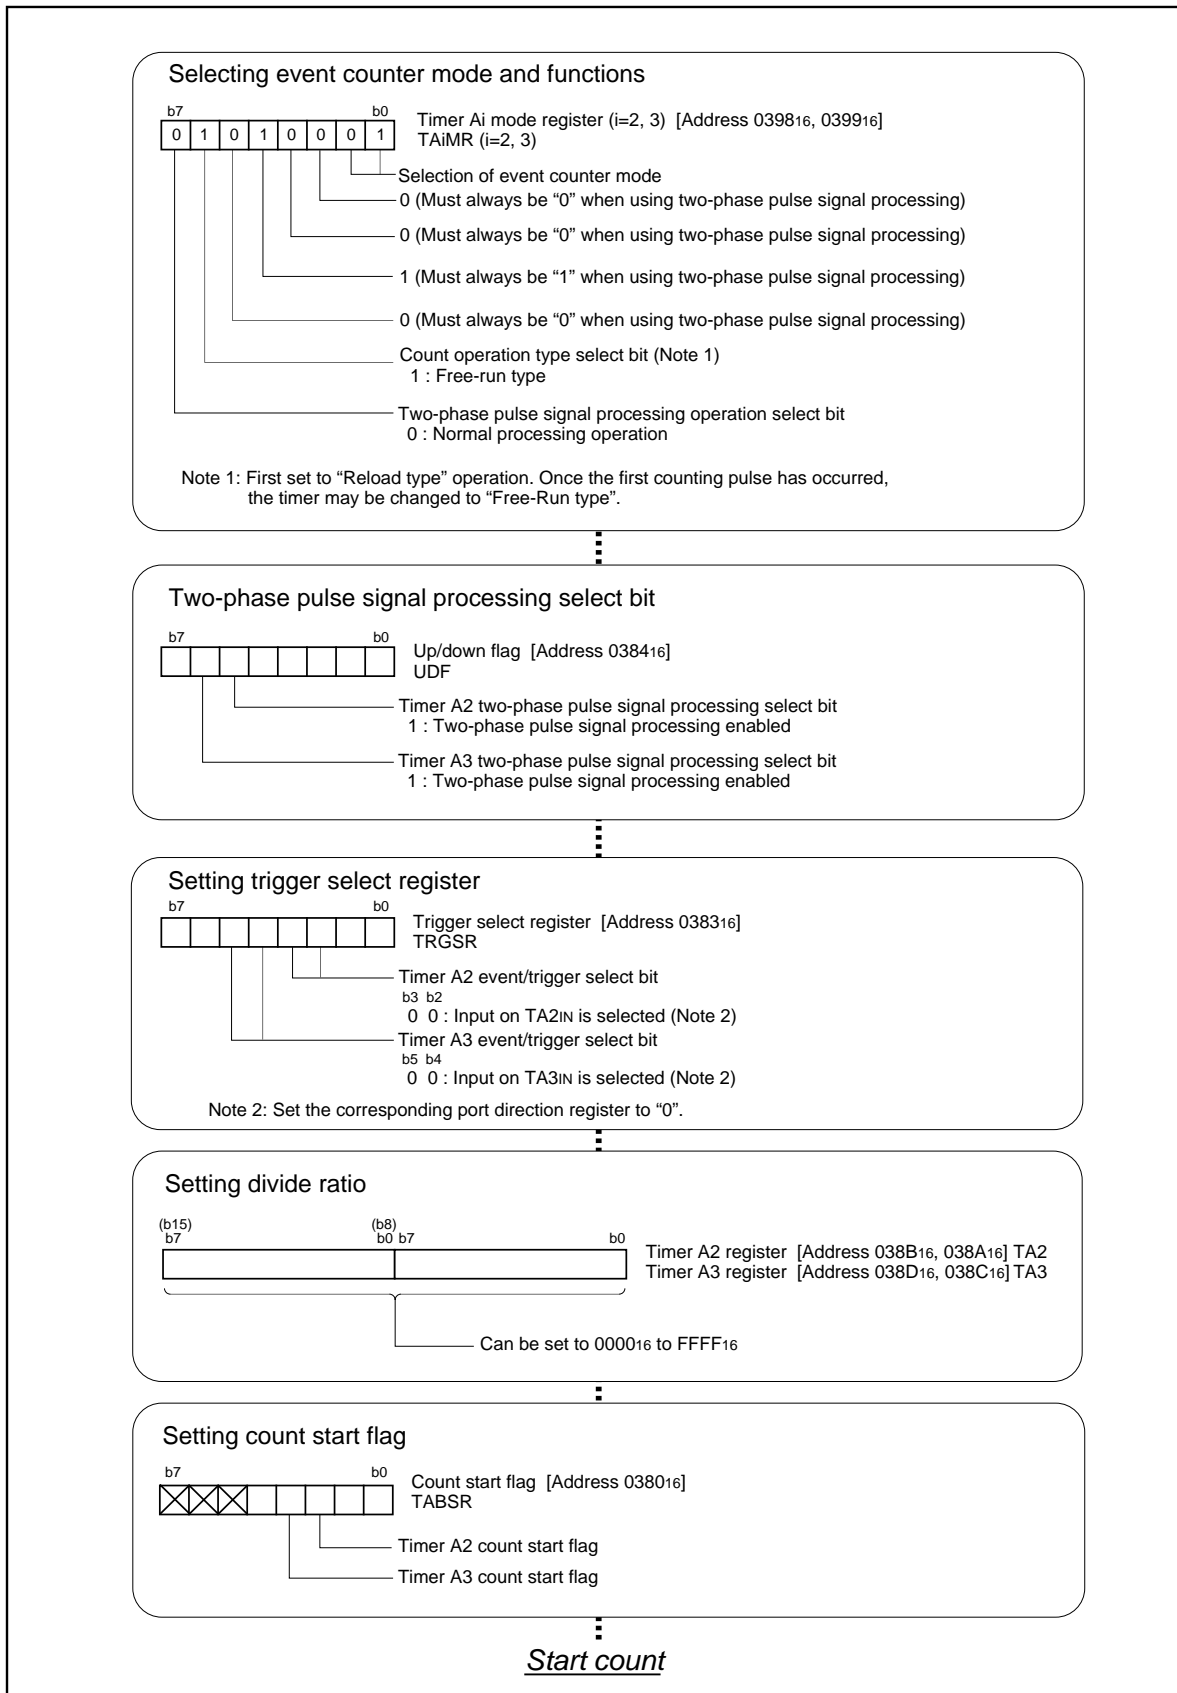 Selecting event counter mode and functions
b7 b0
0 1 0 1 0 0 0 1
Timer Ai mode register (i=2, 3) [Address 039816, 039916]
TAiMR (i=2, 3)
Selection of event counter mode
0 (Must always be “0” when using two-phase pulse signal processing)
0 (Must always be “0” when using two-phase pulse signal processing)
1 (Must always be “1” when using two-phase pulse signal processing)
0 (Must always be “0” when using two-phase pulse signal processing)
Count operation type select bit (Note 1)
1 : Free-run type
Two-phase pulse signal processing operation select bit
0 : Normal processing operation
Note 1: First set to “Reload type” operation. Once the first counting pulse has occurred,
the timer may be changed to “Free-Run type”.
Two-phase pulse signal processing select bit
b7 b0
Up/down flag [Address 038416]
UDF
Timer A2 two-phase pulse signal processing select bit
1 : Two-phase pulse signal processing enabled
Timer A3 two-phase pulse signal processing select bit
1 : Two-phase pulse signal processing enabled
Setting trigger select register
b7 b0
Trigger select register [Address 038316]
TRGSR
Timer A2 event/trigger select bit
b3 b2
0 0 : Input on TA2IN is selected (Note 2)
Timer A3 event/trigger select bit
b5 b4
0 0 : Input on TA3IN is selected (Note 2)
Note 2: Set the corresponding port direction register to “0”.
Setting divide ratio
(b15) (b8)
b7 b0 b7 b0
Timer A2 register [Address 038B16, 038A16] TA2
Timer A3 register [Address 038D16, 038C16] TA3
Can be set to 000016 to FFFF16
Setting count start flag
b7 b0
Count start flag [Address 038016]
TABSR
Timer A2 count start flag
Timer A3 count start flag
Start count